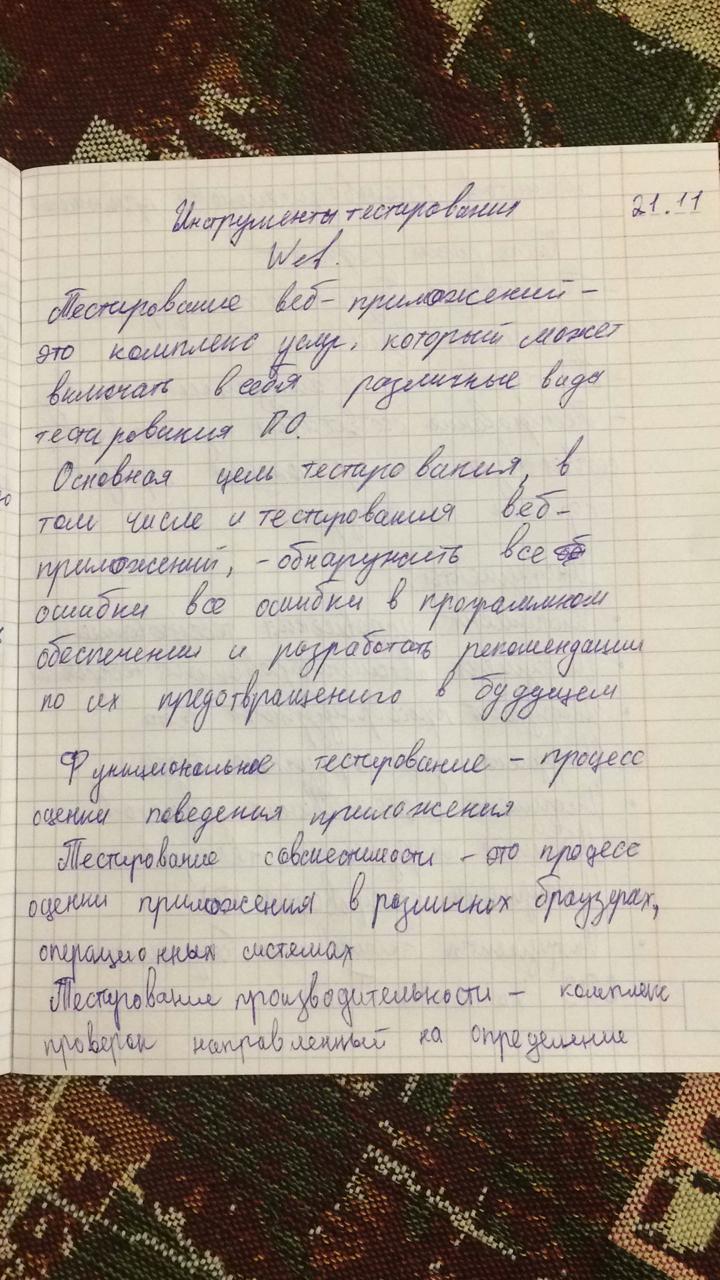 Инструменты тестирования 21.11
Web.
Тестирование веб-приложений -
это комплекс услуг, который может
включать в себя различные виды
тестирования ПО.
Основная цель тестирования, в
том числе и тестирования веб-
приложений, - обнаружить все
ошибки все ошибки в программном
обеспечении и разработать рекомендации
по их предотвращению в будущем
Функциональное тестирование - процесс
оценки поведения приложения
Тестирование совместимости - это процесс
оценки приложения в различных браузерах,
операционных системах
Тестирование производительности - комплекс
проверок направленный на определение